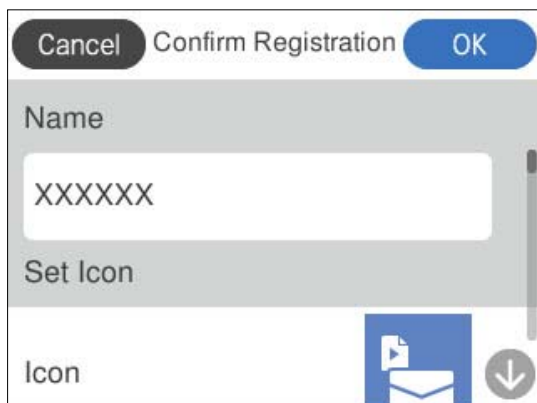 Cancel Confirm Registration OK
Name
XXXXXX
Set Icon
Icon